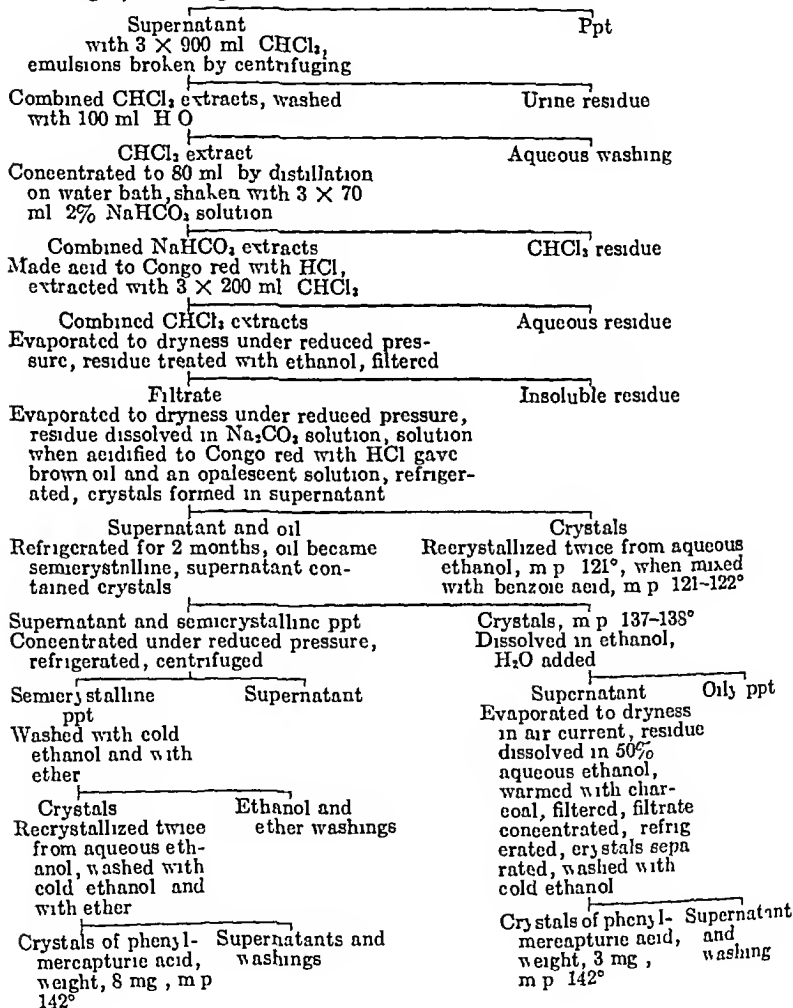 Supernatant Ppt
with 3 × 900 ml CHCl₃,
emulsions broken by centrifuging
Combined CHCl₃ extracts, washed Urine residue
with 100 ml H O
CHCl₃ extract Aqueous washing
Concentrated to 80 ml by distillation
on water bath, shaken with 3 × 70
ml 2% NaHCO₃ solution
Combined NaHCO₃ extracts CHCl₃ residue
Made acid to Congo red with HCl,
extracted with 3 × 200 ml CHCl₃
Combined CHCl₃ extracts Aqueous residue
Evaporated to dryness under reduced pres-
sure, residue treated with ethanol, filtered
Filtrate Insoluble residue
Evaporated to dryness under reduced pressure,
residue dissolved in Na₂CO₃ solution, solution
when acidified to Congo red with HCl gave
brown oil and an opalescent solution, refriger-
ated, crystals formed in supernatant
Supernatant and oil Crystals
Refrigerated for 2 months, oil became Recrystallized twice from aqueous
semicrystalline, supernatant con- ethanol, m p 121°, when mixed
tained crystals with benzoic acid, m p 121-122°
Supernatant and semicrystalline ppt Crystals, m p 137-138°
Concentrated under reduced pressure, Dissolved in ethanol,
refrigerated, centrifuged H₂O added
Semicrystalline Supernatant Supernatant Oily ppt
ppt Evaporated to dryness
Washed with cold in air current, residue
ethanol and with dissolved in 50%
ether aqueous ethanol,
warmed with char-
Crystals Ethanol and coal, filtered, filtrate
Recrystallized twice ether washings concentrated, refrig
from aqueous eth- erated, crystals sepa
anol, washed with rated, washed with
cold ethanol and cold ethanol
with ether
Crystals of phenyl- Supernatants and Crystals of phenyl- Supernatant
mercapturic acid, washings mercapturic acid, and
weight, 8 mg , m p weight, 3 mg , washing
142° m p 142°